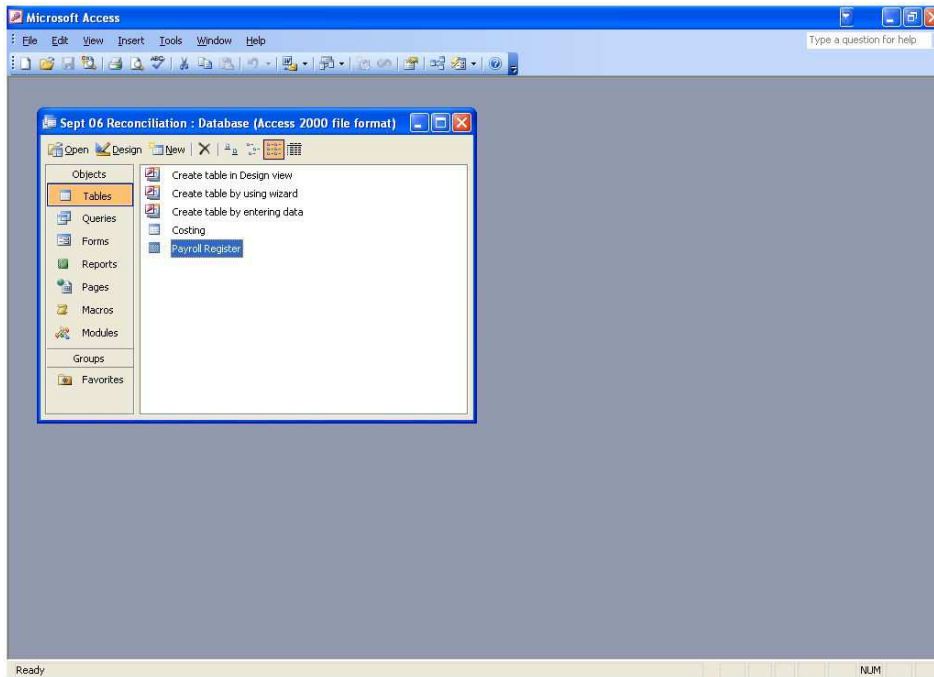 Microsoft Access
File Edit View Insert Tools Window Help
Type a question for help
Sept 06 Reconciliation : Database (Access 2000 file format)
Open Design New
Objects
Tables
Queries
Forms
Reports
Pages
Macros
Modules
Groups
Favorites
Create table in Design view
Create table by using wizard
Create table by entering data
Costing
Payroll Register
Ready
NUM